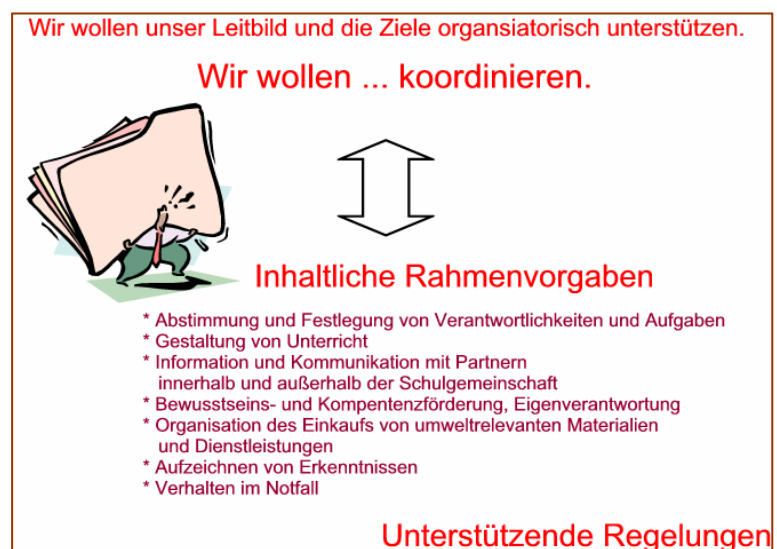 Wir wollen unser Leitbild und die Ziele organsiatorisch unterstützen.
Wir wollen ... koordinieren.
Inhaltliche Rahmenvorgaben
* Abstimmung und Festlegung von Verantwortlichkeiten und Aufgaben
* Gestaltung von Unterricht
* Information und Kommunikation mit Partnern
innerhalb und außerhalb der Schulgemeinschaft
* Bewusstseins- und Kompentenzförderung, Eigenverantwortung
* Organisation des Einkaufs von umweltrelevanten Materialien
und Dienstleistungen
* Aufzeichnen von Erkenntnissen
* Verhalten im Notfall
Unterstützende Regelungen